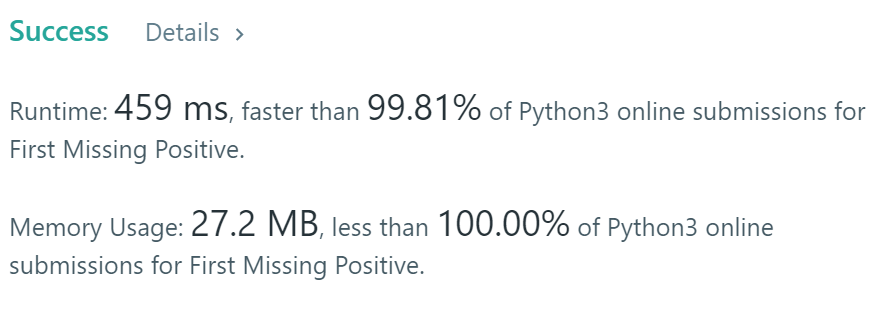 Success Details >
Runtime: 459 ms, faster than 99.81% of Python3 online submissions for
First Missing Positive.
Memory Usage: 27.2 MB, less than 100.00% of Python3 online
submissions for First Missing Positive.